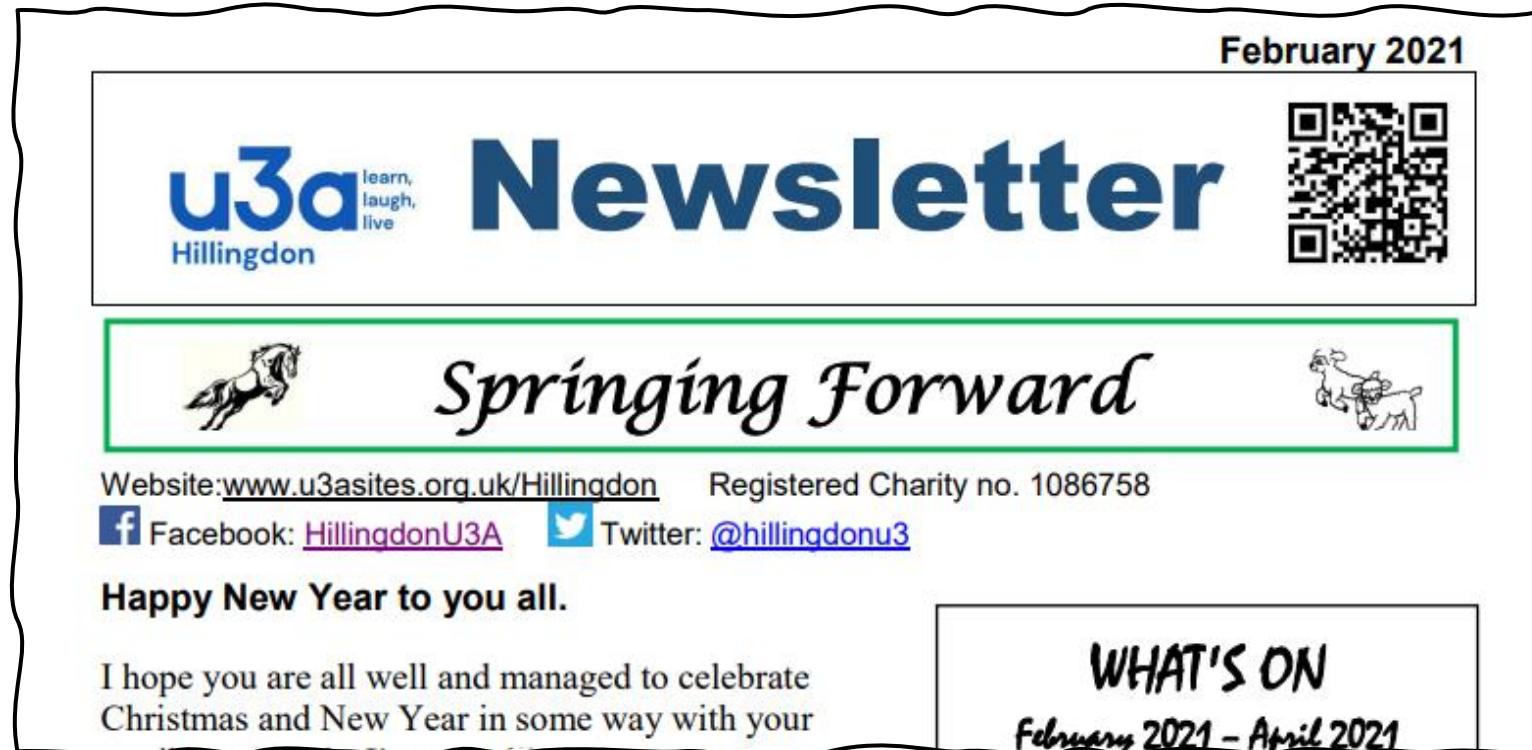 February 2021
u3a
learn,
laugh,
live
Hillingdon
Newsletter
Springing Forward
Website:www.u3asites.org.uk/Hillingdon Registered Charity no. 1086758
f Facebook: HillingdonU3A Twitter: @hillingdonu3
Happy New Year to you all.
I hope you are all well and managed to celebrate
Christmas and New Year in some way with your
WHAT'S ON
February 2021 – April 2021